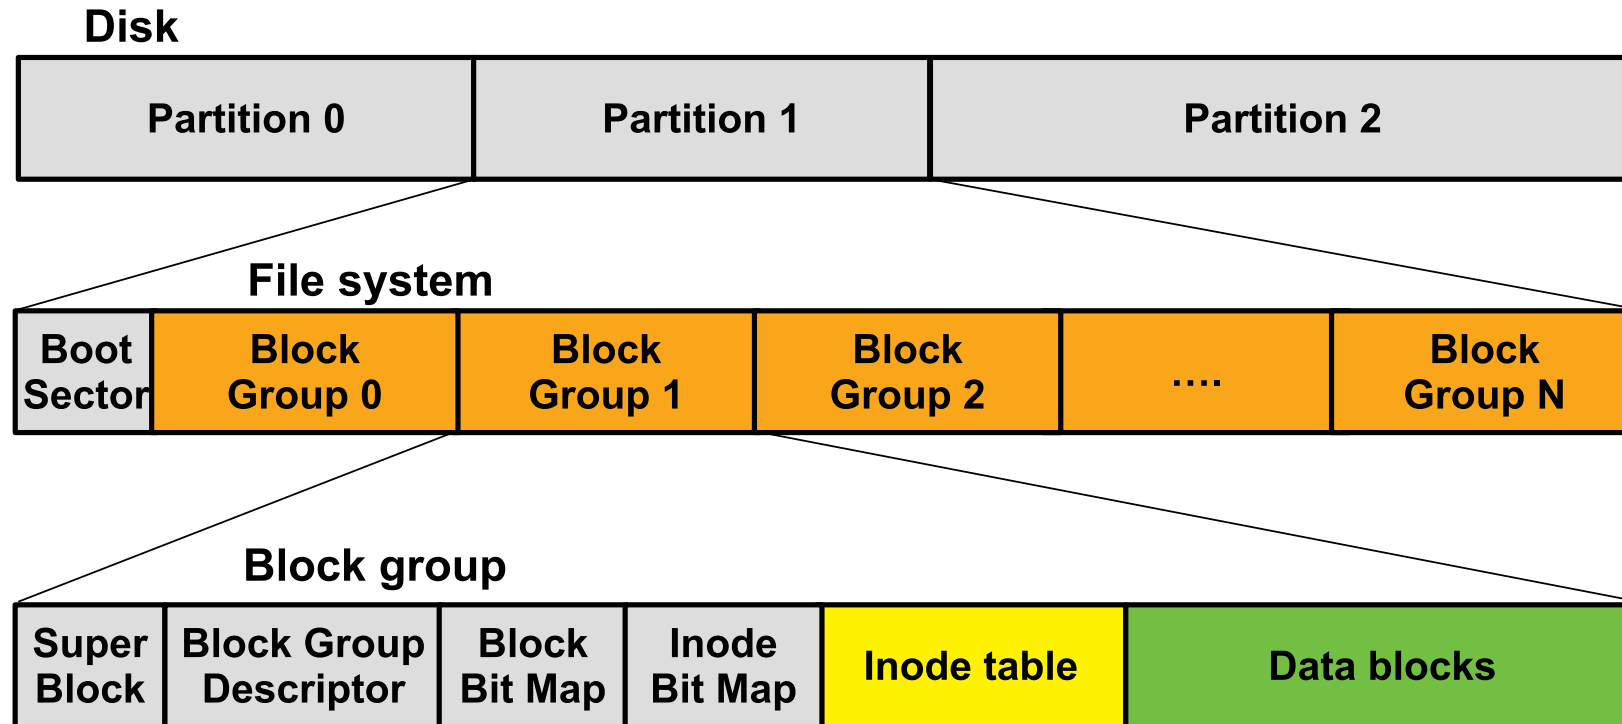 Disk
Partition 0
Partition 1
Partition 2
File system
Boot
Sector
Block
Group 0
Block
Group 1
Block
Group 2
....
Block
Group N
Block group
Super
Block
Block Group
Descriptor
Block
Bit Map
Inode
Bit Map
Inode table
Data blocks